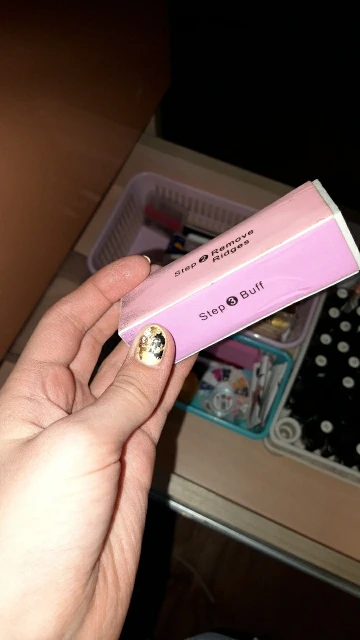 Step 2 Remove
Ridges
Step 3 Buff